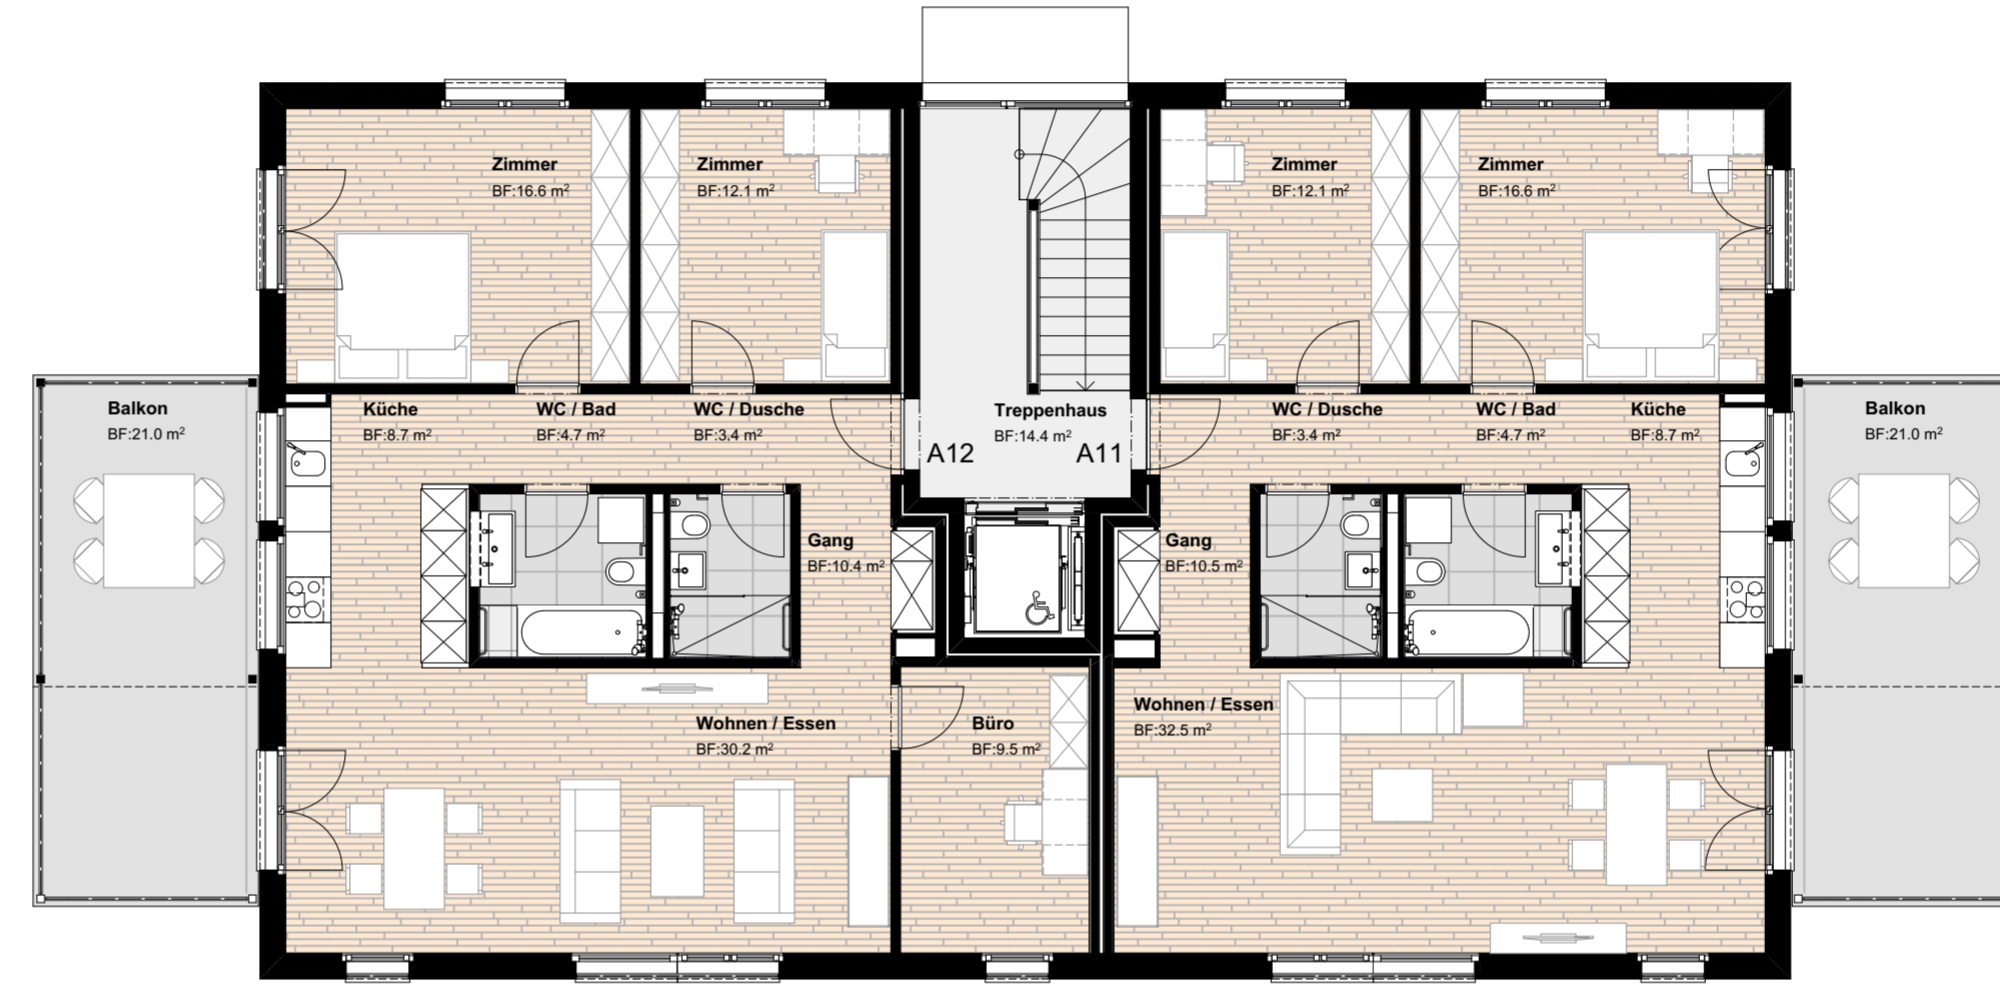 Zimmer
BF:16.6 m²
Zimmer
BF:12.1 m²
Zimmer
BF:12.1 m²
Zimmer
BF:16.6 m²
Balkon
BF:21.0 m²
Küche
BF:8.7 m²
WC / Bad
BF:4.7 m²
WC / Dusche
BF:3.4 m²
Treppenhaus
BF:14.4 m²
A12
A11
WC / Dusche
BF:3.4 m²
WC / Bad
BF:4.7 m²
Küche
BF:8.7 m²
Balkon
BF:21.0 m²
Gang
BF:10.4 m²
Gang
BF:10.5 m²
Wohnen / Essen
BF:30.2 m²
Büro
BF:9.5 m²
Wohnen / Essen
BF:32.5 m²